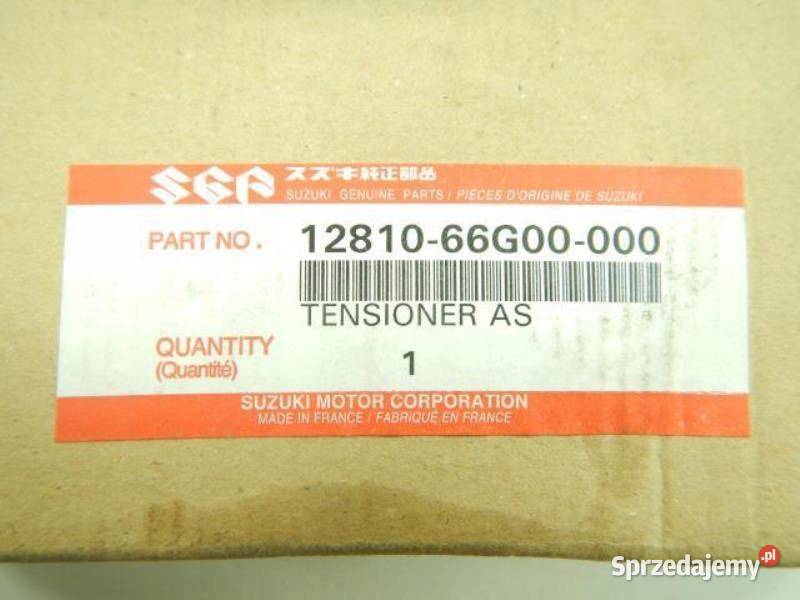 SGP スズキ純正部品
SUZUKI GENUINE PARTS / PIECES D'ORIGINE DE SUZUKI
PART NO. 12810-66G00-000
TENSIONER AS
QUANTITY 1
(Quantité)
SUZUKI MOTOR CORPORATION
MADE IN FRANCE / FABRIQUÉ EN FRANCE
Sprzedajemy.pl